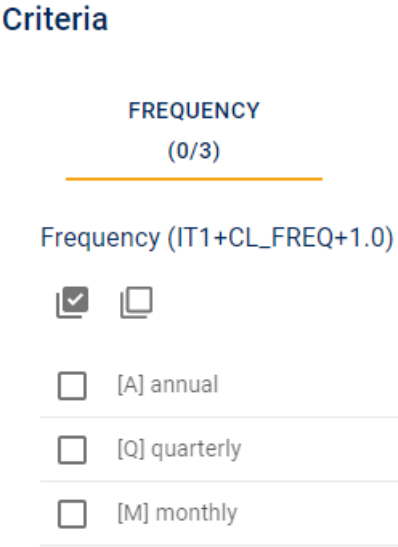 Criteria
FREQUENCY
(0/3)
Frequency (IT1+CL_FREQ+1.0)
[A] annual
[Q] quarterly
[M] monthly